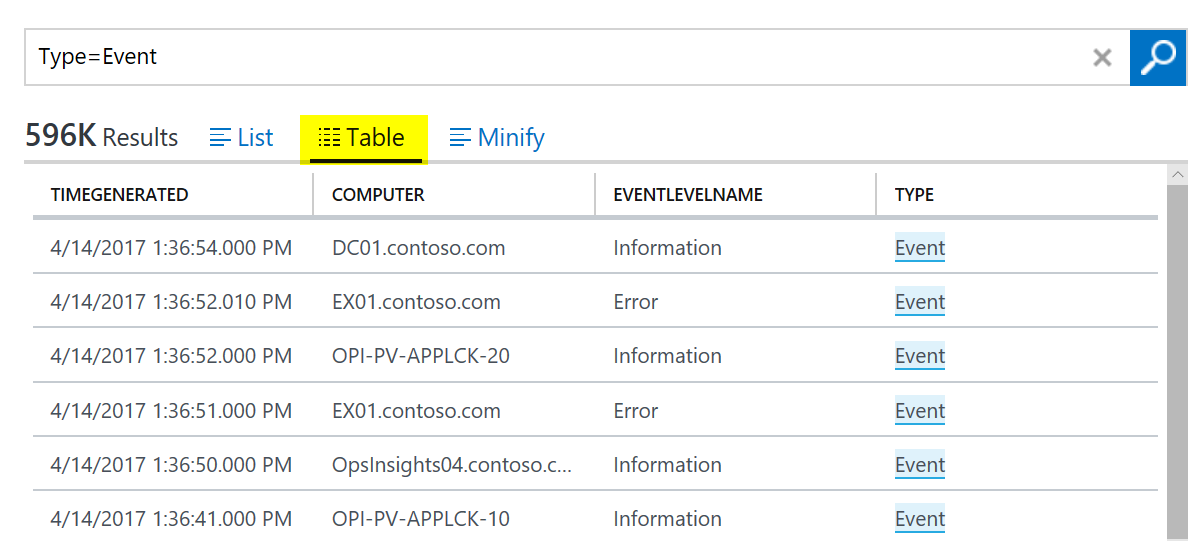 Type=Event
596K Results List Table Minify
TIMEGENERATED COMPUTER EVENTLEVELNAME TYPE
4/14/2017 1:36:54.000 PM DC01.contoso.com Information Event
4/14/2017 1:36:52.010 PM EX01.contoso.com Error Event
4/14/2017 1:36:52.000 PM OPI-PV-APPLCK-20 Information Event
4/14/2017 1:36:51.000 PM EX01.contoso.com Error Event
4/14/2017 1:36:50.000 PM OpsInsights04.contoso.c... Information Event
4/14/2017 1:36:41.000 PM OPI-PV-APPLCK-10 Information Event